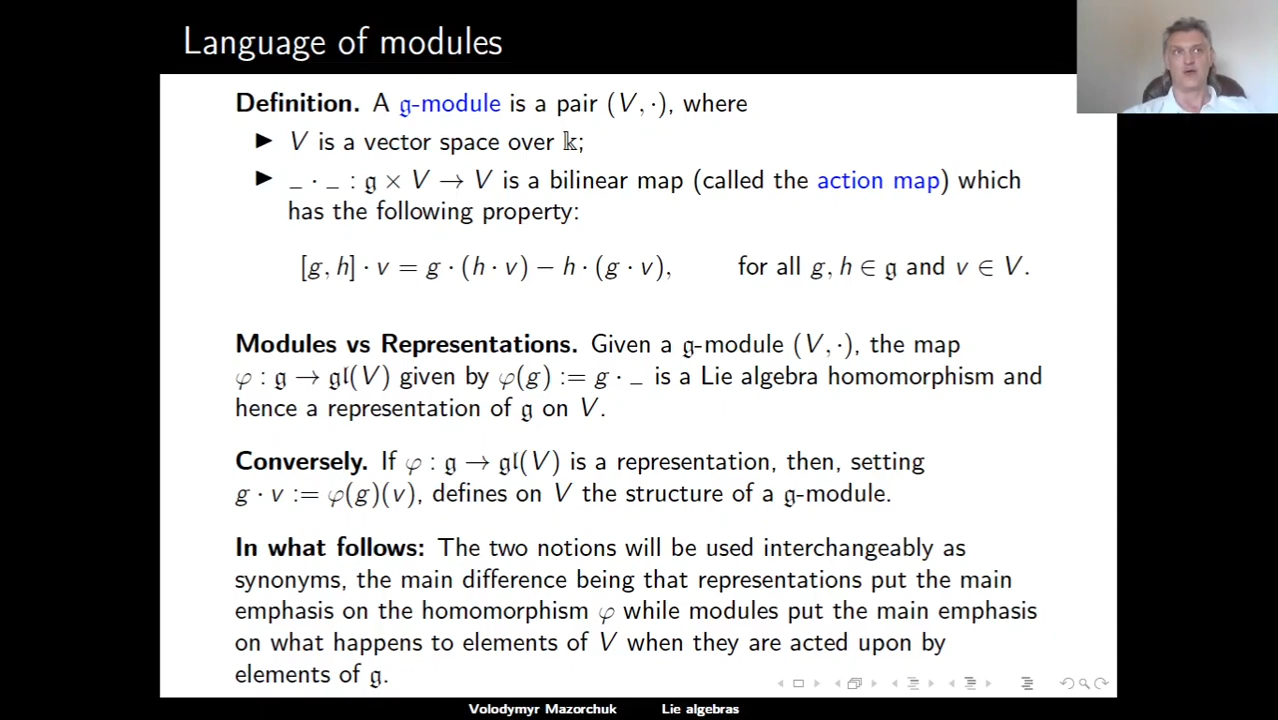 Language of modules
Definition. A 𝔤-module is a pair (V, ·), where
▶ V is a vector space over 𝕜;
▶ _ · _ : 𝔤 × V → V is a bilinear map (called the action map) which
has the following property:
[g, h] · v = g · (h · v) − h · (g · v), for all g, h ∈ 𝔤 and v ∈ V.
Modules vs Representations. Given a 𝔤-module (V, ·), the map
φ : 𝔤 → 𝔤𝔩(V) given by φ(g) := g · _ is a Lie algebra homomorphism and
hence a representation of 𝔤 on V.
Conversely. If φ : 𝔤 → 𝔤𝔩(V) is a representation, then, setting
g · v := φ(g)(v), defines on V the structure of a 𝔤-module.
In what follows: The two notions will be used interchangeably as
synonyms, the main difference being that representations put the main
emphasis on the homomorphism φ while modules put the main emphasis
on what happens to elements of V when they are acted upon by
elements of 𝔤.
Volodymyr Mazorchuk Lie algebras